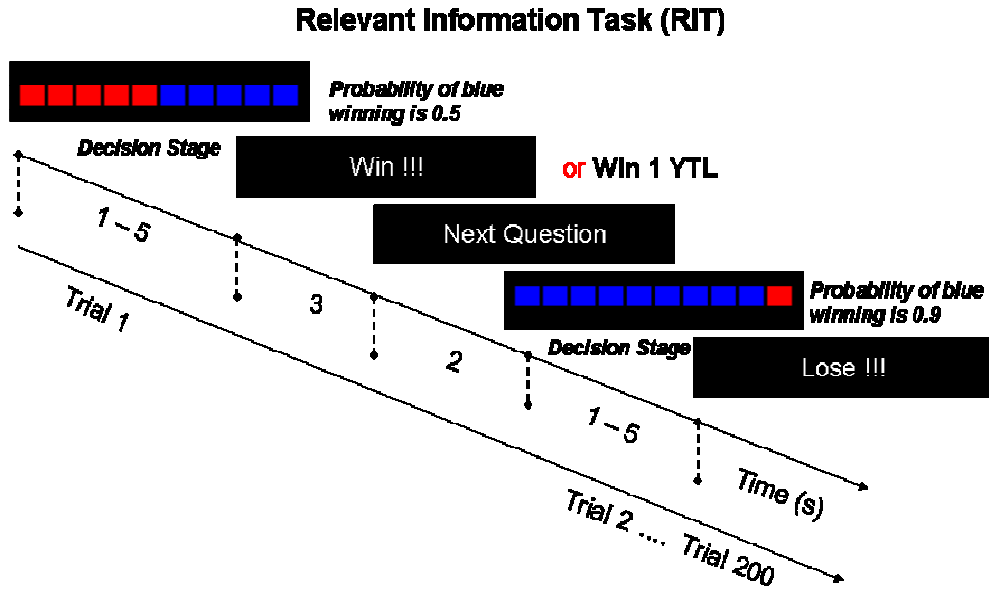 Relevant Information Task (RIT)
Probability of blue
winning is 0.5
Decision Stage
Win !!!
or Win 1 YTL
1 – 5
Next Question
Trial 1
3
Probability of blue
winning is 0.9
2
Decision Stage
Lose !!!
1 – 5
Time (s)
Trial 2 .... Trial 200